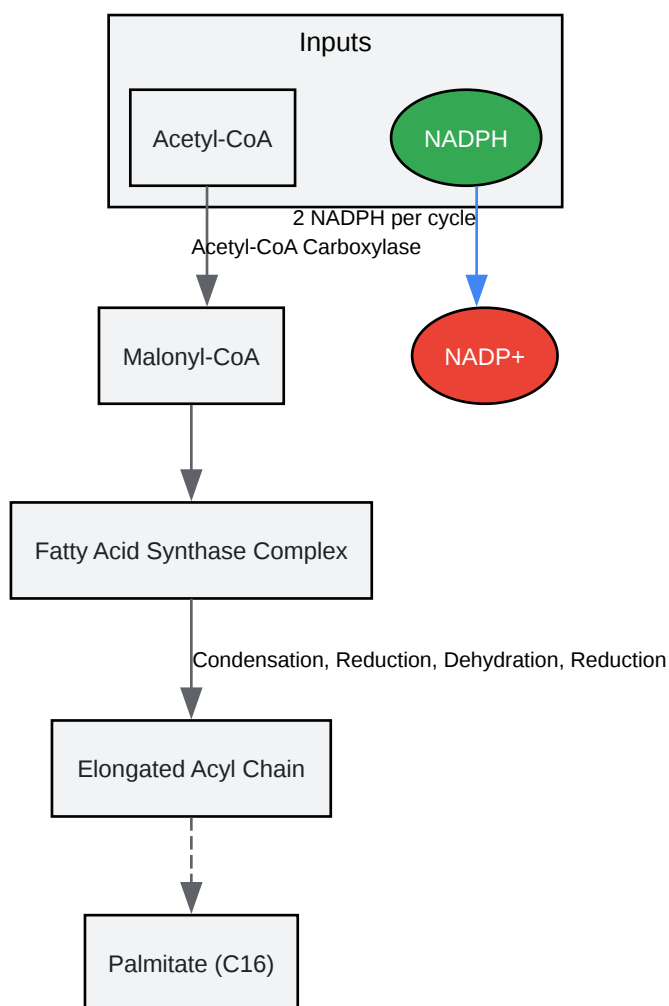 Inputs
Acetyl-CoA
NADPH
2 NADPH per cycle
Acetyl-CoA Carboxylase
Malonyl-CoA
NADP+
Fatty Acid Synthase Complex
Condensation, Reduction, Dehydration, Reduction
Elongated Acyl Chain
Palmitate (C16)